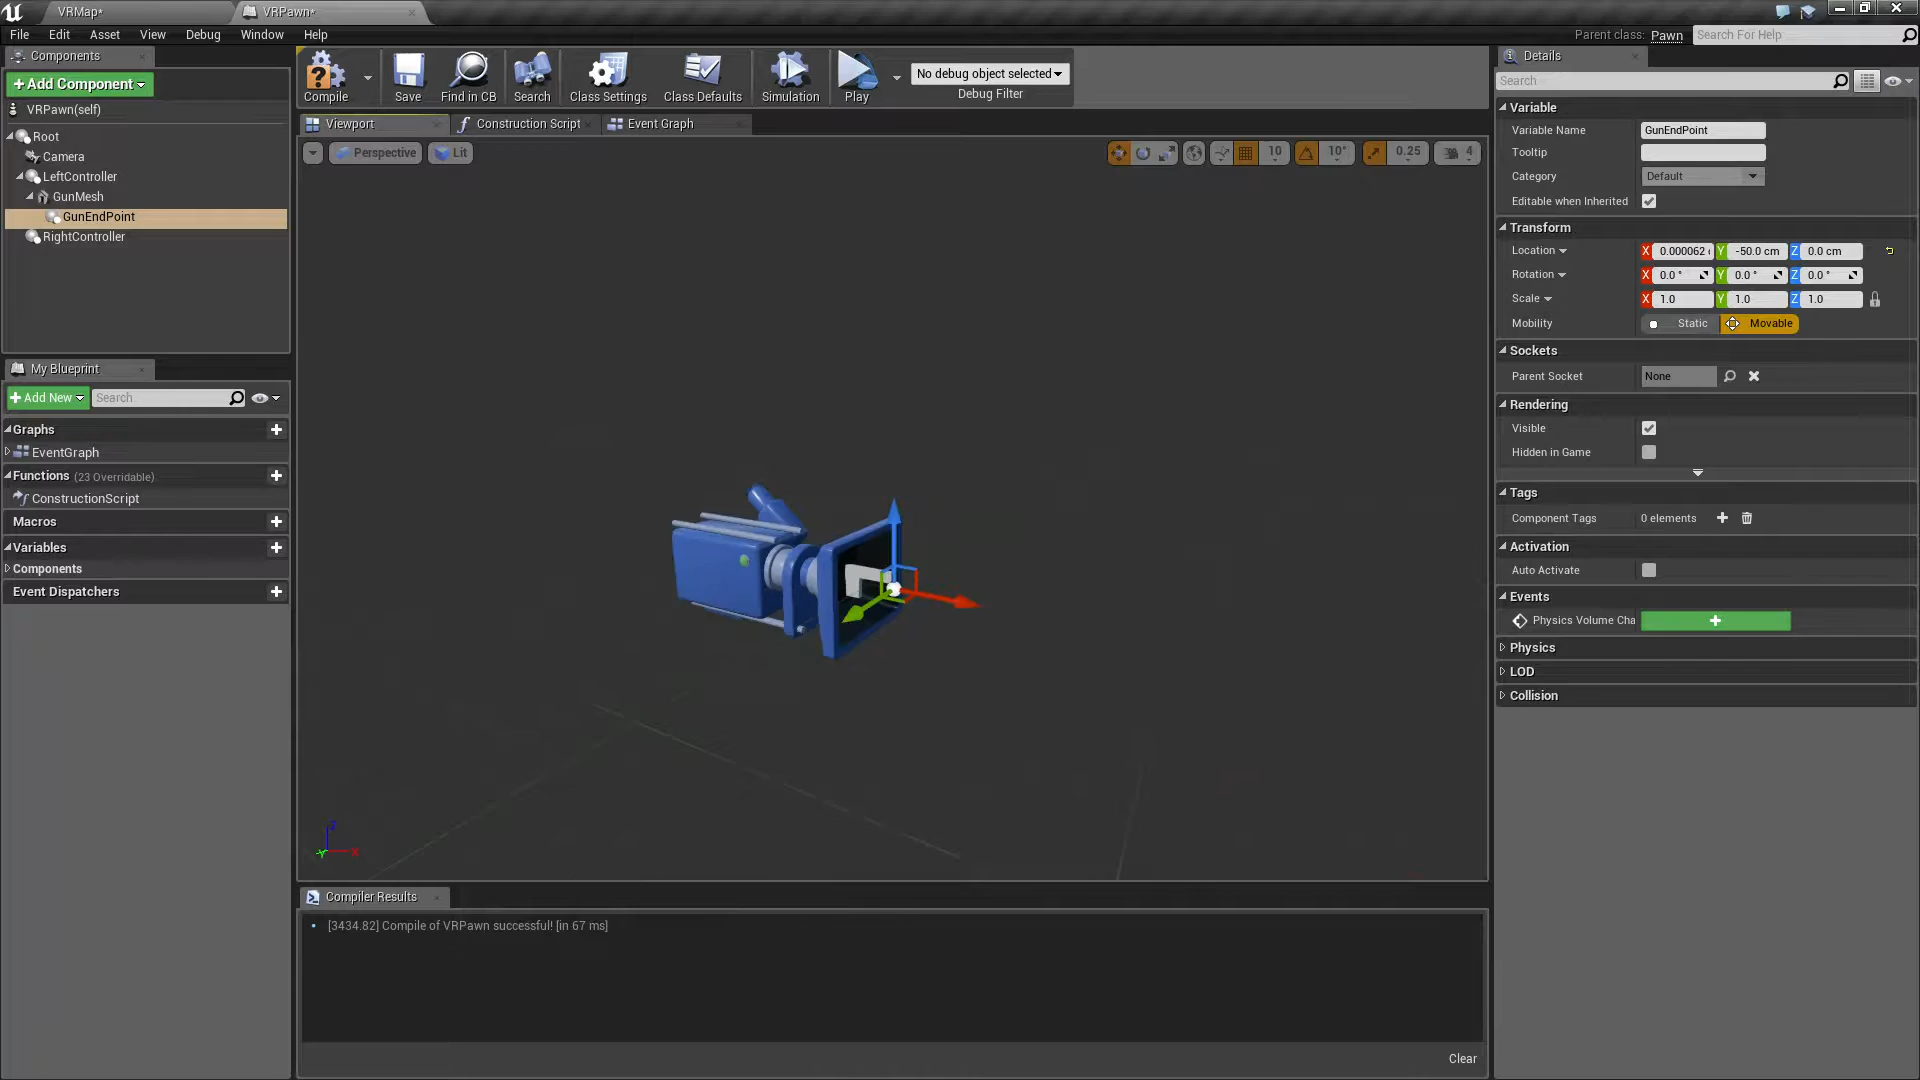 VRMap*
VRPawn*
File Edit Asset View Debug Window Help
Parent class: Pawn Search For Help
Components
+ Add Component
VRPawn(self)
Root
Camera
LeftController
GunMesh
GunEndPoint
RightController
My Blueprint
+ Add New Search
Graphs
EventGraph
Functions (23 Overridable)
ConstructionScript
Macros
Variables
Components
Event Dispatchers
Compile Save Find in CB Search Class Settings Class Defaults Simulation Play
No debug object selected
Debug Filter
Viewport Construction Script Event Graph
Perspective Lit
10 10° 0.25 4
Z
Y X
Compiler Results
[3434.82] Compile of VRPawn successful! [in 67 ms]
Clear
Details
Search
Variable
Variable Name GunEndPoint
Tooltip
Category Default
Editable when Inherited
Transform
Location X 0.000062 Y -50.0 cm Z 0.0 cm
Rotation X 0.0 ° Y 0.0 ° Z 0.0 °
Scale X 1.0 Y 1.0 Z 1.0
Mobility Static Movable
Sockets
Parent Socket None
Rendering
Visible
Hidden in Game
Tags
Component Tags 0 elements
Activation
Auto Activate
Events
Physics Volume Cha
Physics
LOD
Collision